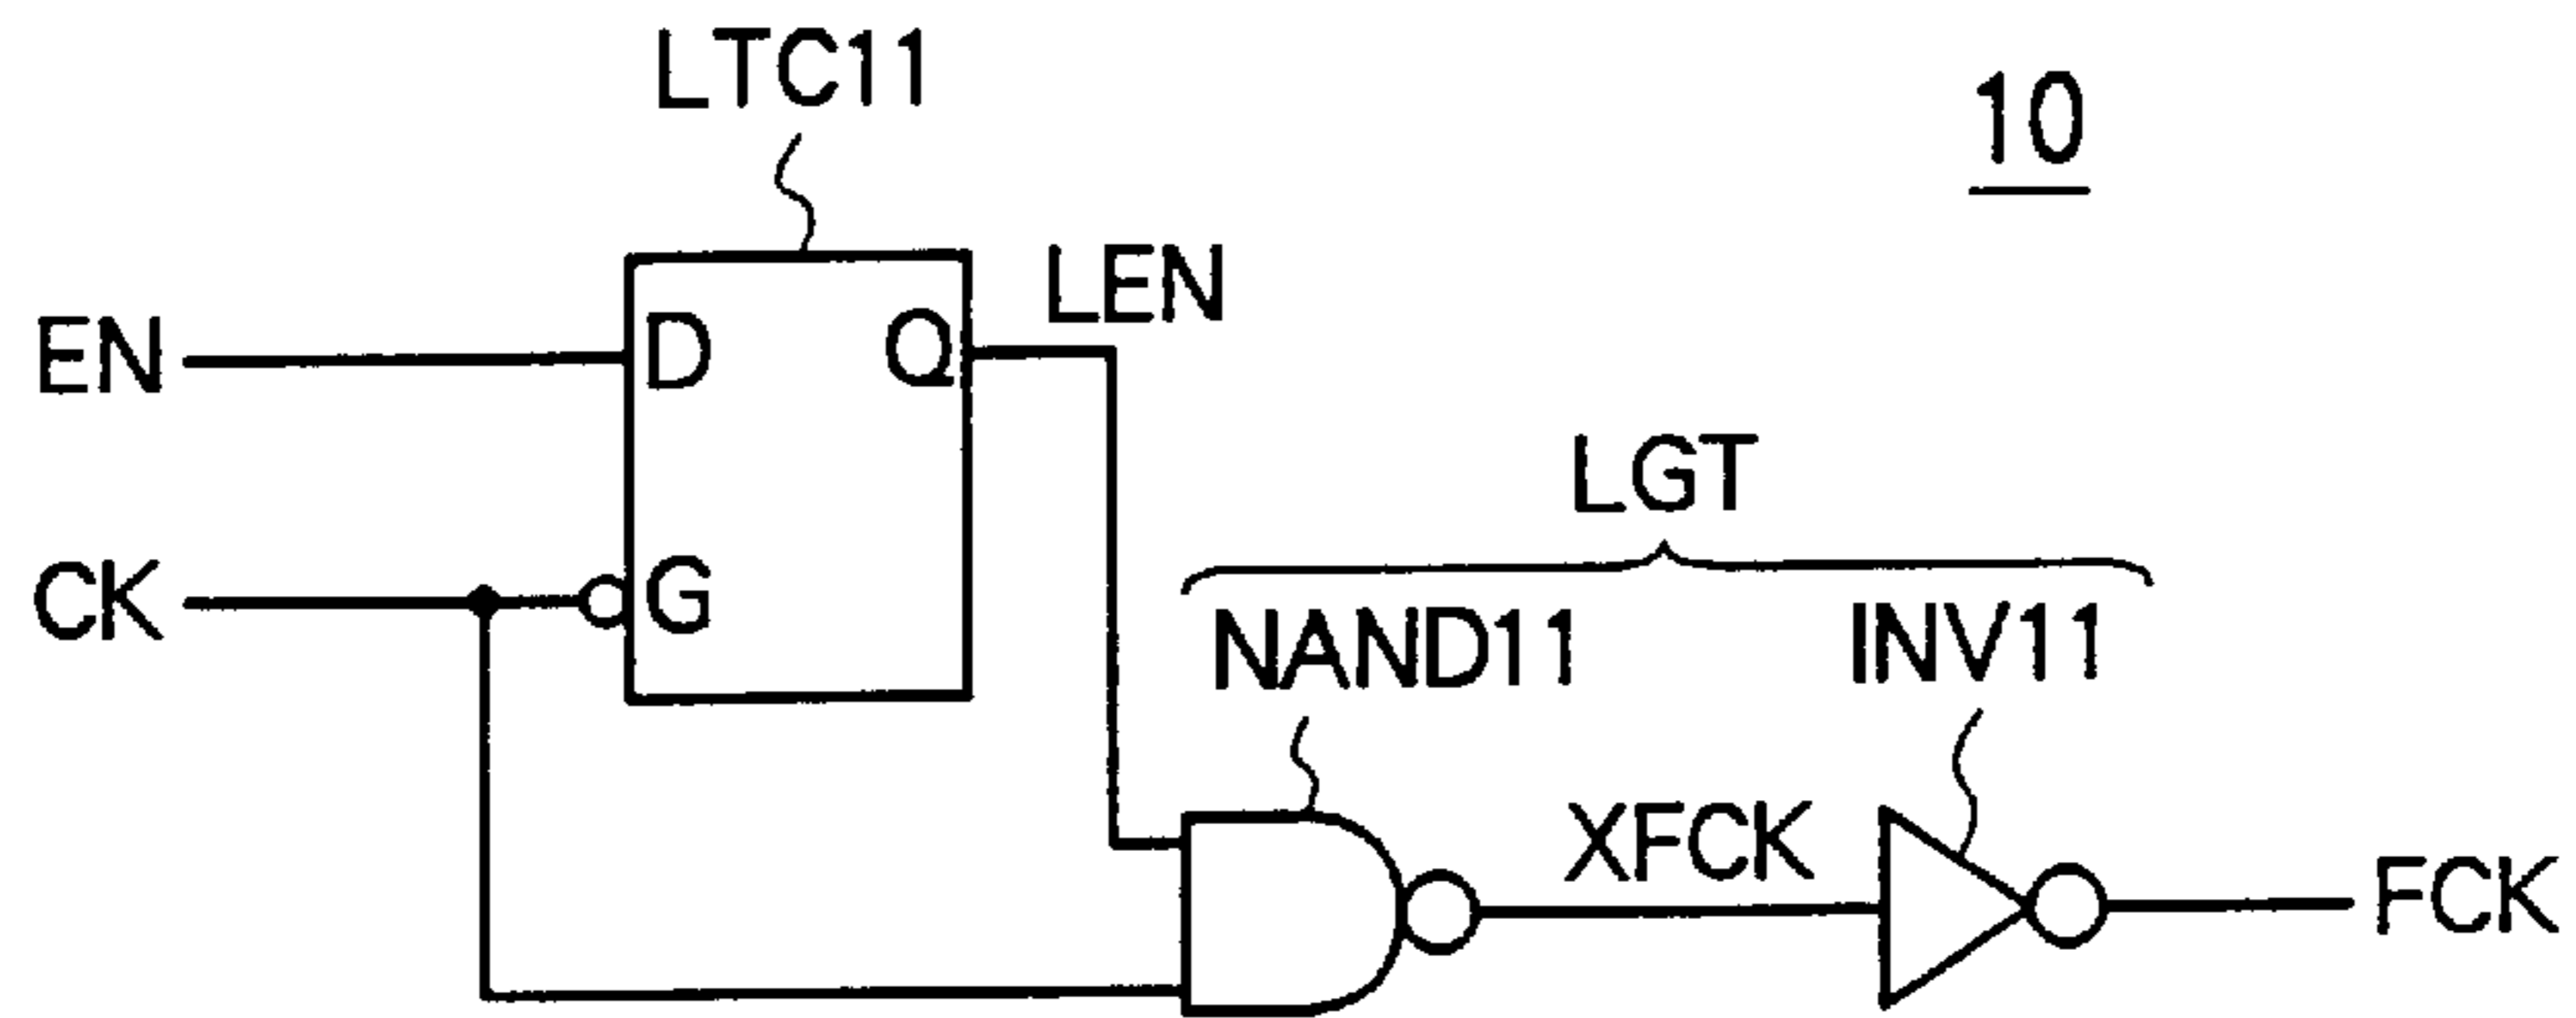 LTC11
10
LEN
EN
D
Q
LGT
CK
G
NAND11
INV11
XFCK
FCK